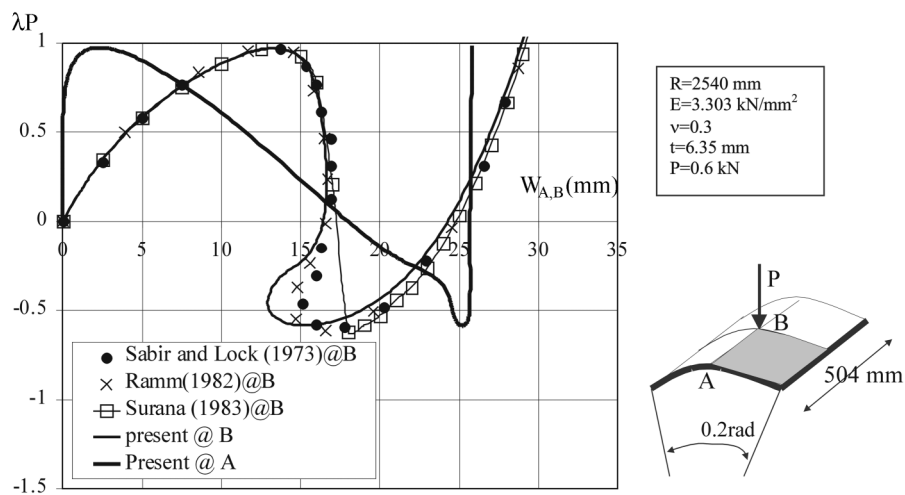 λP
1
0.5
0
-0.5
-1
-1.5
0 5 10 15 20 25 30 35
W_A,B(mm)
Sabir and Lock (1973)@B
Ramm(1982)@B
Surana (1983)@B
present @ B
Present @ A
R=2540 mm
E=3.303 kN/mm²
ν=0.3
t=6.35 mm
P=0.6 kN
P
B
A
504 mm
0.2rad